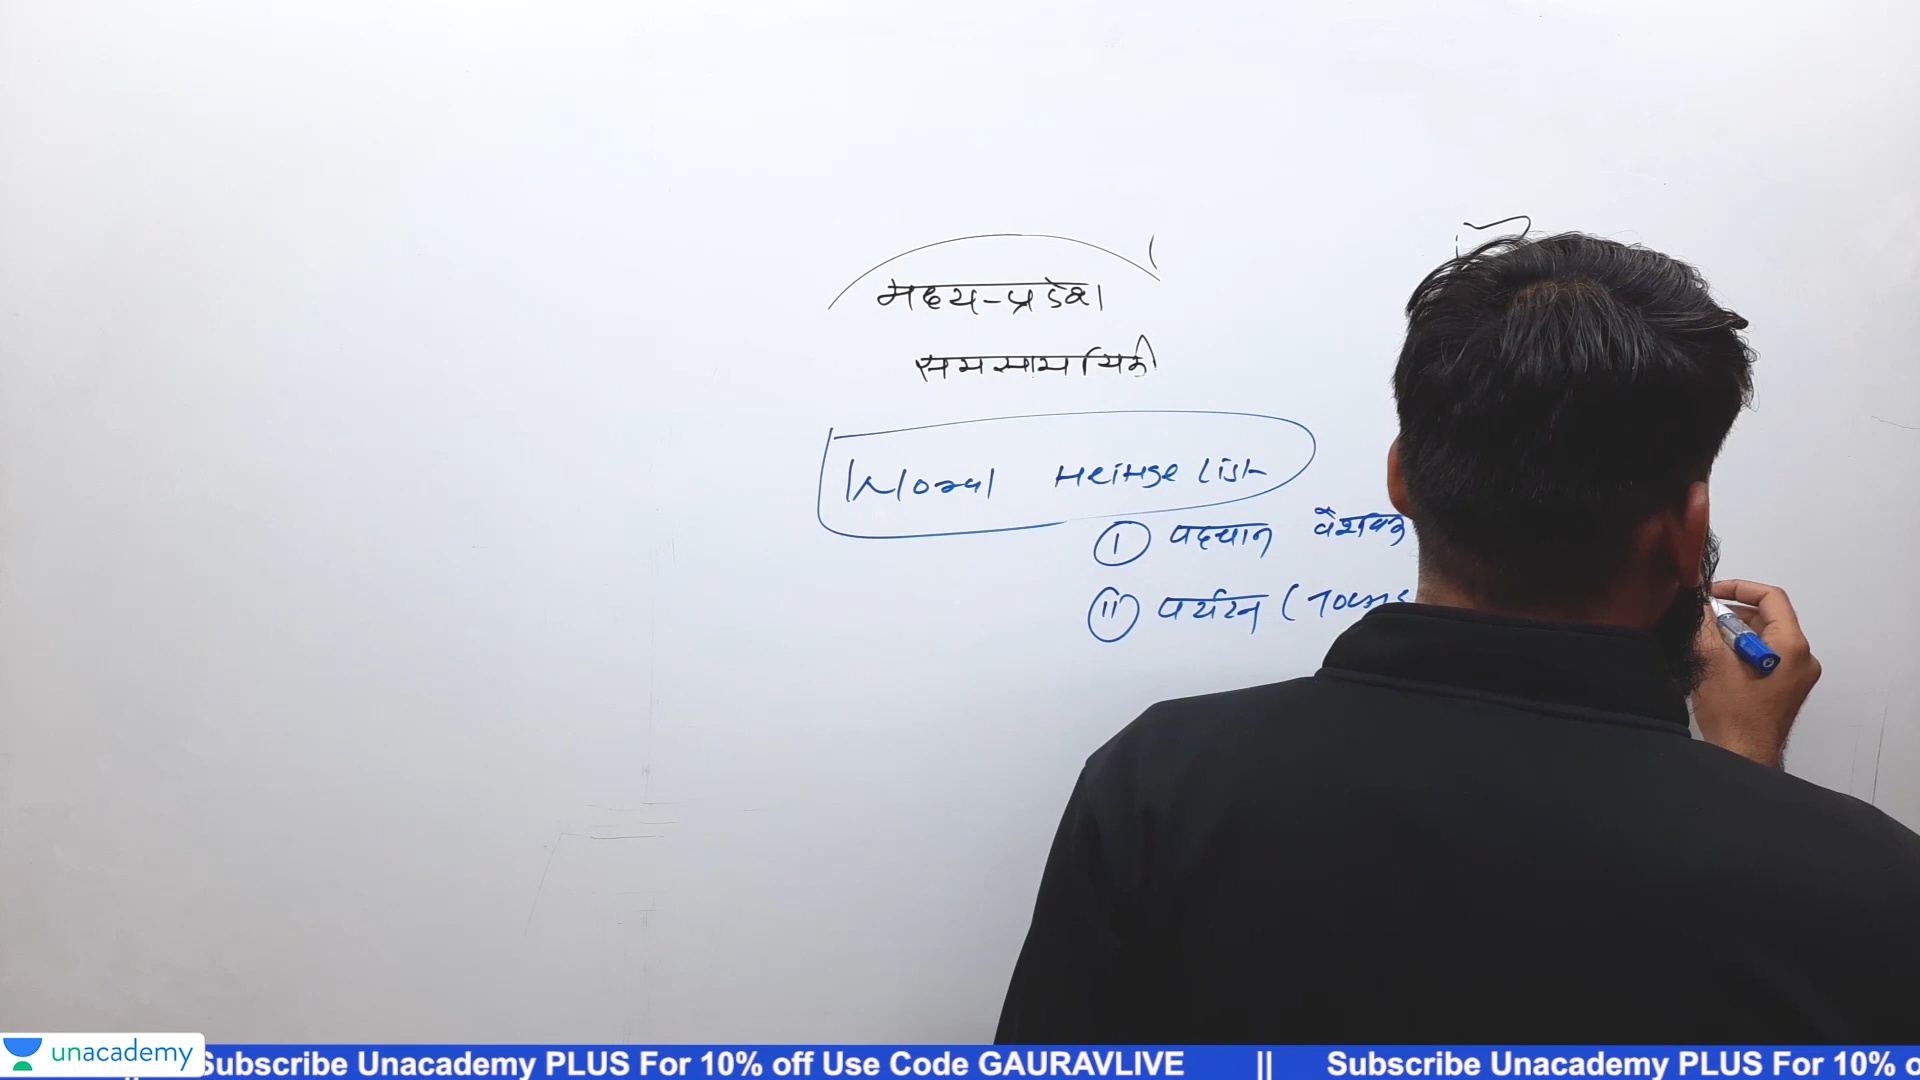 मध्य-प्रदेश
समसामयिकी
World Heritage List
I पहचान वैश्विक
II पर्यटन (
unacademy
Subscribe Unacademy PLUS For 10% off Use Code GAURAVLIVE || Subscribe Unacademy PLUS For 10% o